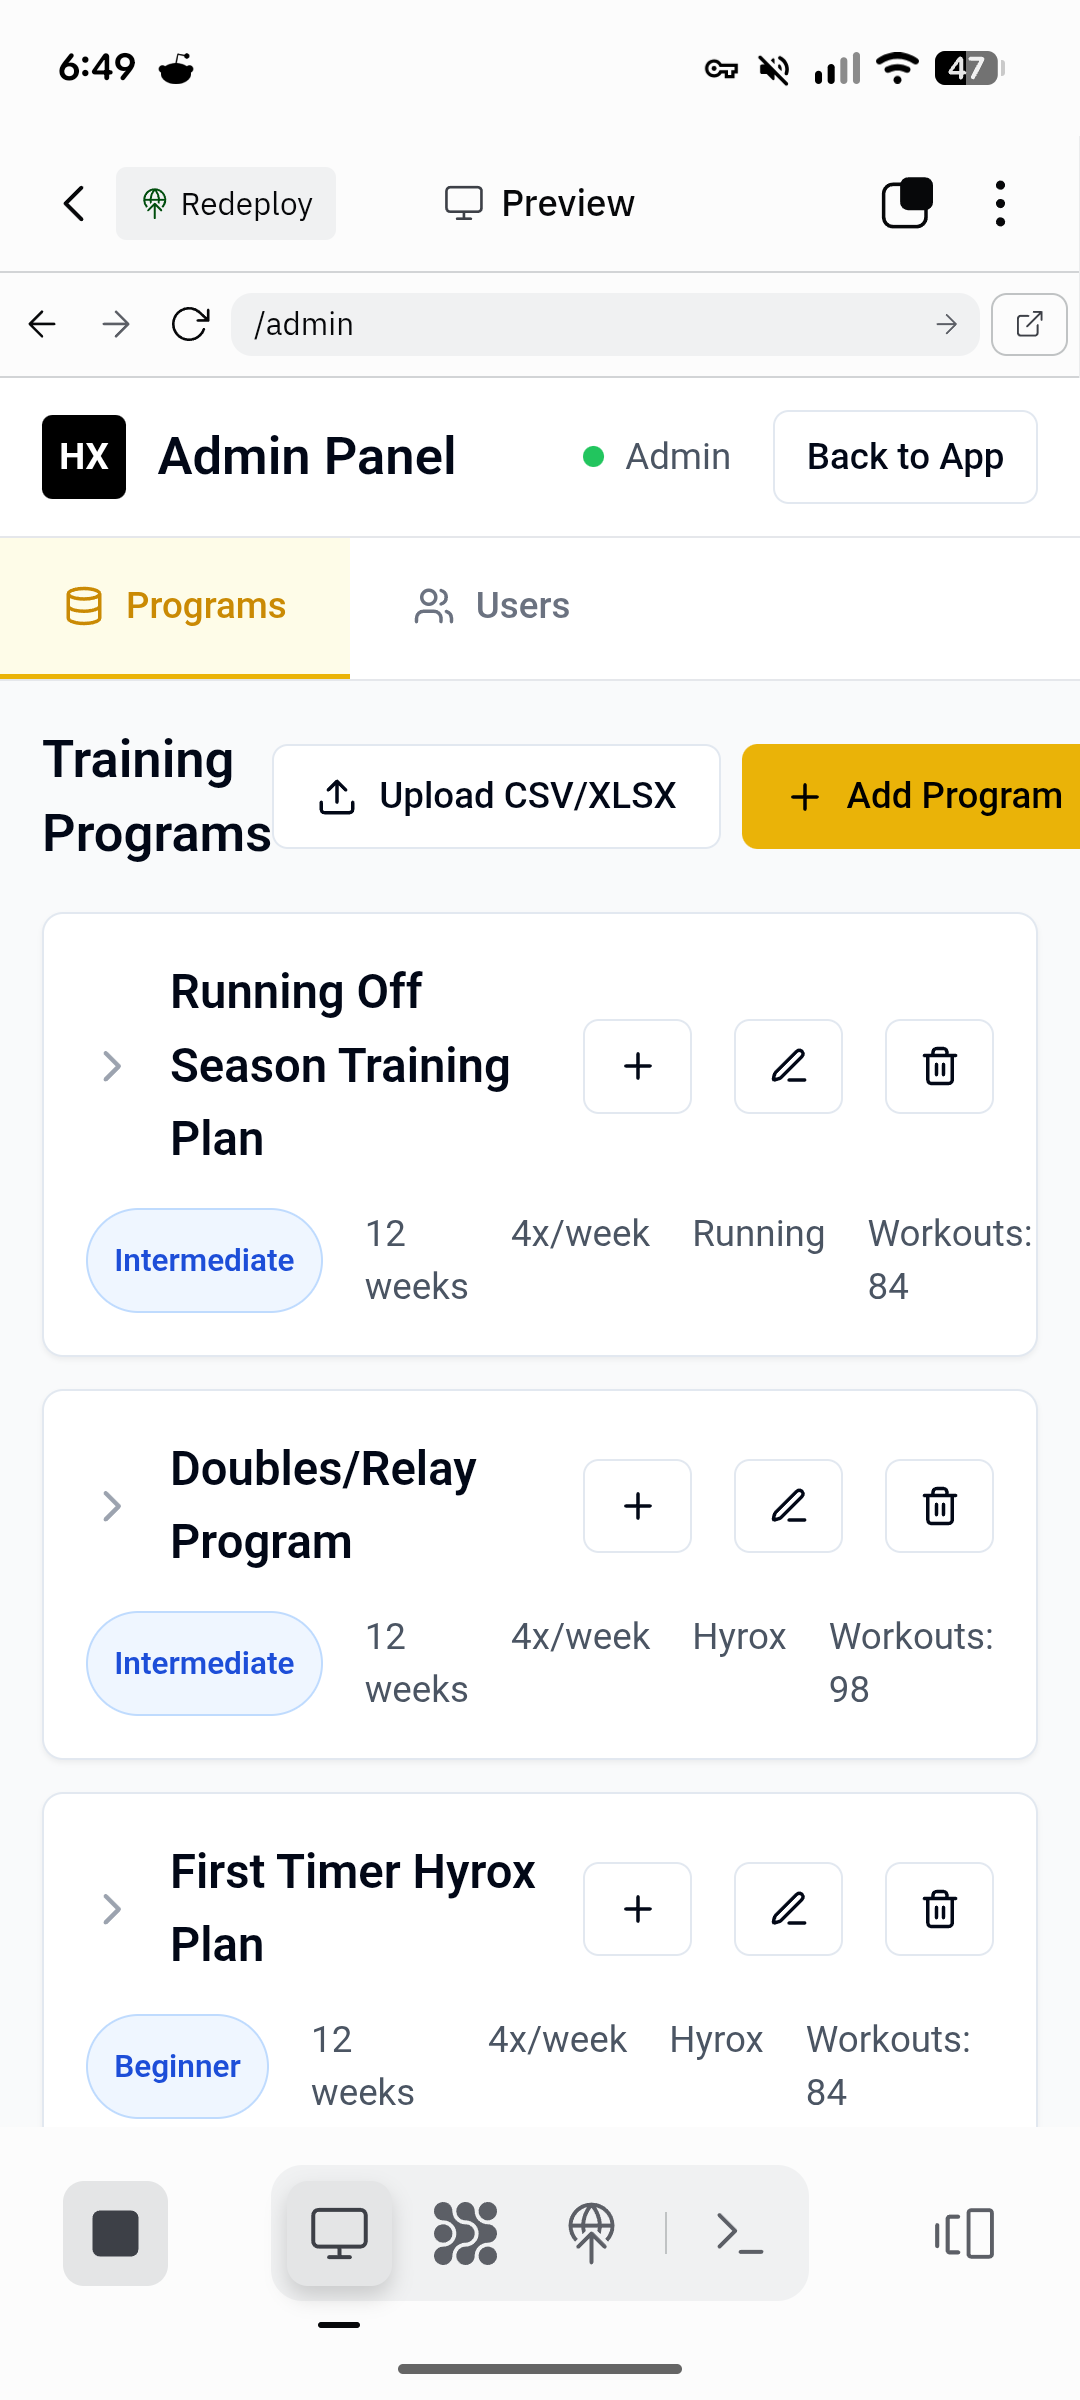 6:49
47
Redeploy
Preview
/admin
HX
Admin Panel
Admin
Back to App
Programs
Users
Training
Programs
Upload CSV/XLSX
Add Program
Running Off
Season Training
Plan
Intermediate
12
weeks
4x/week
Running
Workouts:
84
Doubles/Relay
Program
Intermediate
12
weeks
4x/week
Hyrox
Workouts:
98
First Timer Hyrox
Plan
Beginner
12
weeks
4x/week
Hyrox
Workouts:
84